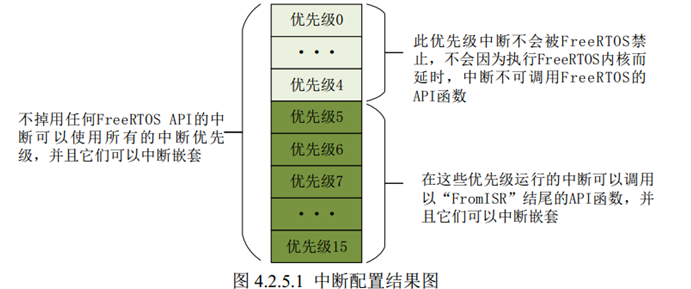 优先级0
···
优先级4
优先级5
优先级6
优先级7
···
优先级15
此优先级中断不会被FreeRTOS禁
止，不会因为执行FreeRTOS内核而
延时，中断不可调用FreeRTOS的
API函数
不掉用任何FreeRTOS API的中
断可以使用所有的中断优先
级，并且它们可以中断嵌套
在这些优先级运行的中断可以调用
以“FromISR”结尾的API函数，并
且它们可以中断嵌套
图 4.2.5.1 中断配置结果图